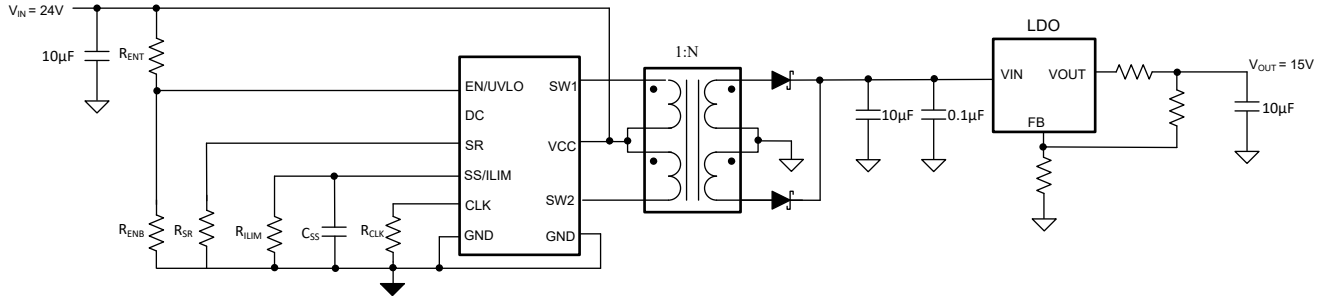 V_IN = 24V
10µF
R_ENT
EN/UVLO
DC
SR
SS/ILIM
CLK
GND
SW1
VCC
SW2
GND
R_ENB
R_SR
R_ILIM
C_SS
R_CLK
1:N
10µF
0.1µF
LDO
VIN
VOUT
FB
V_OUT = 15V
10µF